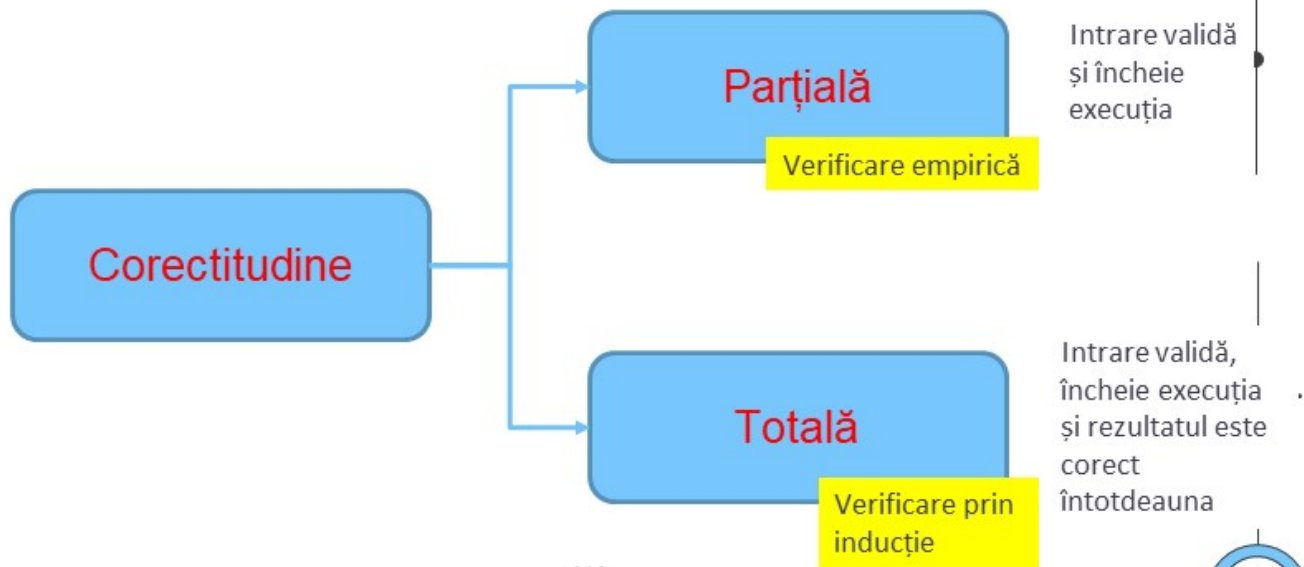 Corectitudine
Parțială
Verificare empirică
Intrare validă
și încheie
execuția
Totală
Verificare prin
inducție
Intrare validă,
încheie execuția
și rezultatul este
corect
întotdeauna